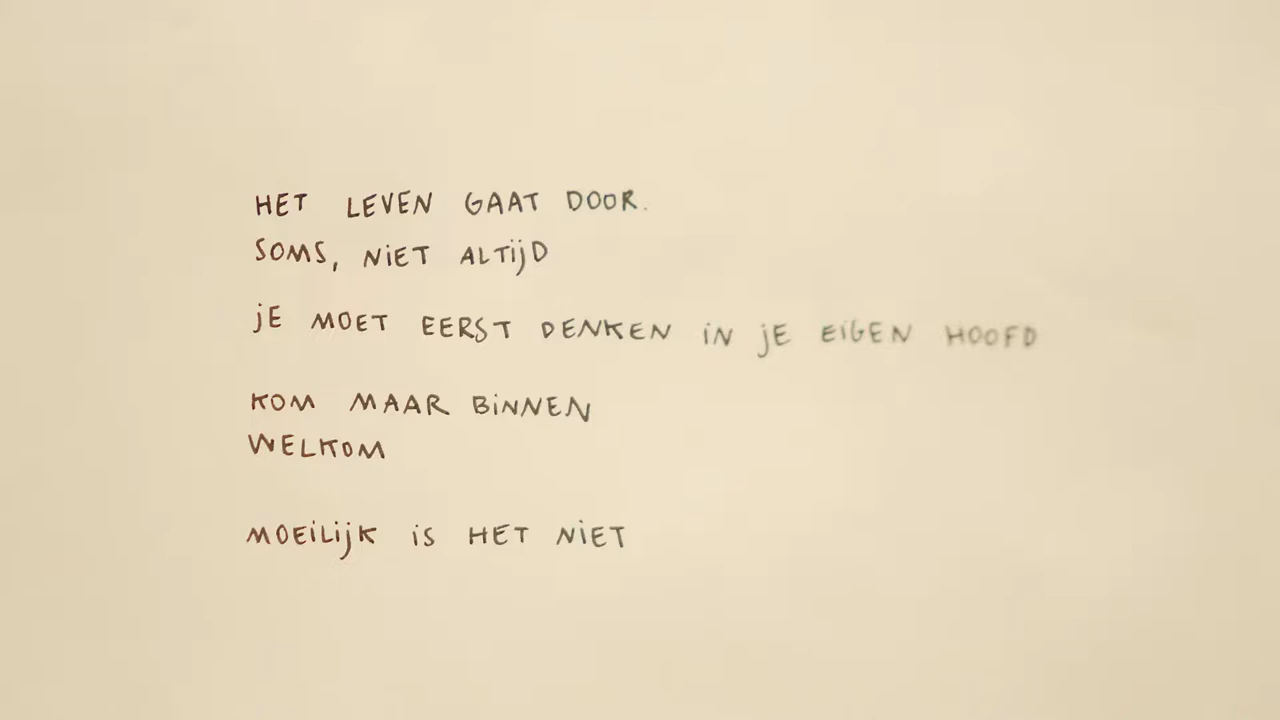 HET LEVEN GAAT DOOR.
SOMS, NiET ALTijD
jE MOET EERST DENKEN iN jE EiGEN HOOFD
KOM MAAR BiNNEN
WELKOM
MOEiLijK iS HET NiET